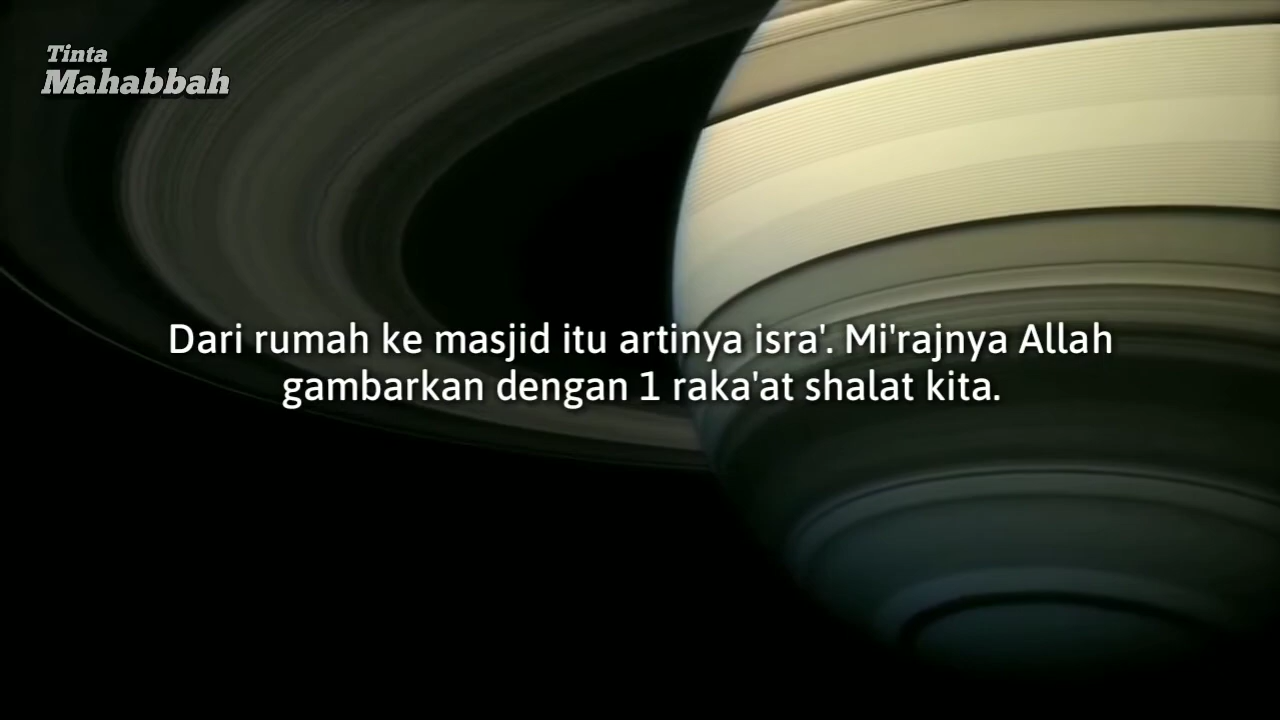 Tinta
Mahabbah
Dari rumah ke masjid itu artinya isra'. Mi'rajnya Allah
gambarkan dengan 1 raka'at shalat kita.